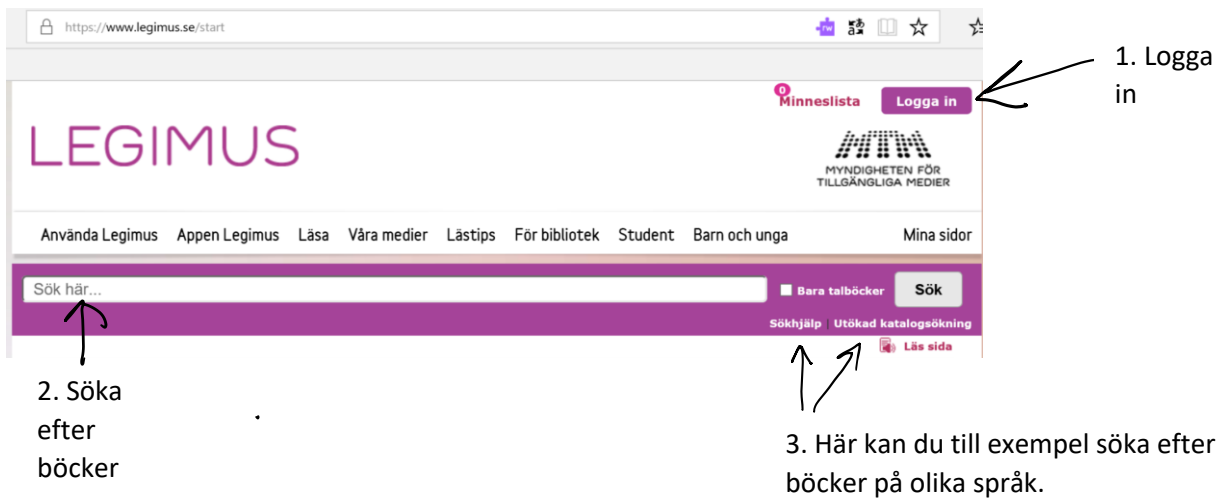 https://www.legimus.se/start
1. Logga
in
0
Minneslista
Logga in
LEGIMUS
MYNDIGHETEN FÖR
TILLGÄNGLIGA MEDIER
Använda Legimus Appen Legimus Läsa Våra medier Lästips För bibliotek Student Barn och unga Mina sidor
Sök här...
Bara talböcker
Sök
Sökhjälp | Utökad katalogsökning
Läs sida
2. Söka
efter
böcker
3. Här kan du till exempel söka efter
böcker på olika språk.